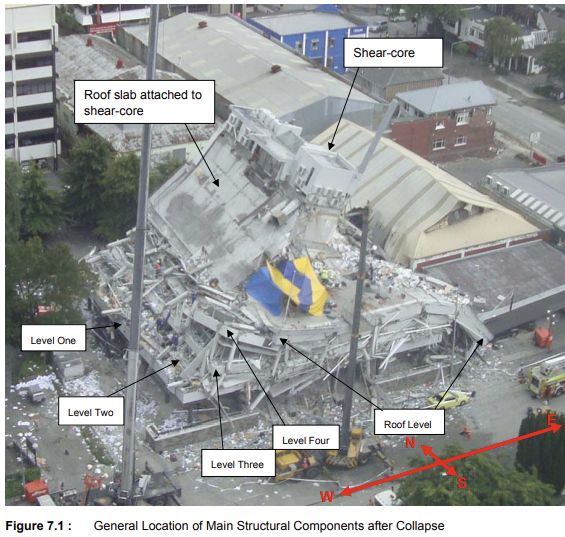 Shear-core
Roof slab attached to
shear-core
Level One
Level Two
Level Three
Level Four
Roof Level
N
E
W
S
Figure 7.1 : General Location of Main Structural Components after Collapse